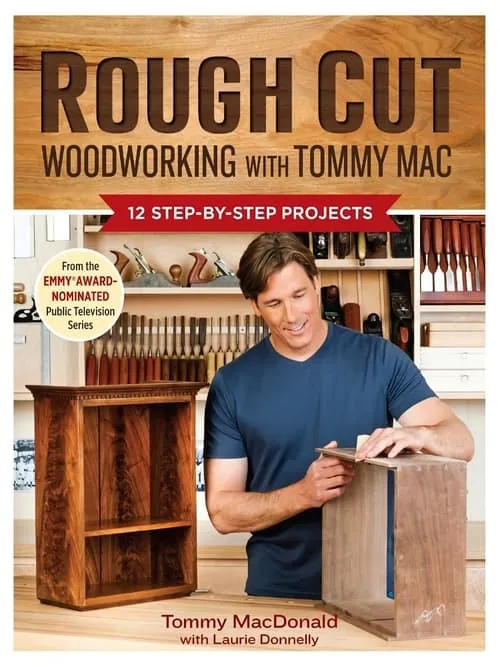 ROUGH CUT
WOODWORKING WITH TOMMY MAC
12 STEP-BY-STEP PROJECTS
From the
EMMY® AWARD-
NOMINATED
Public Television
Series
Tommy MacDonald
with Laurie Donnelly